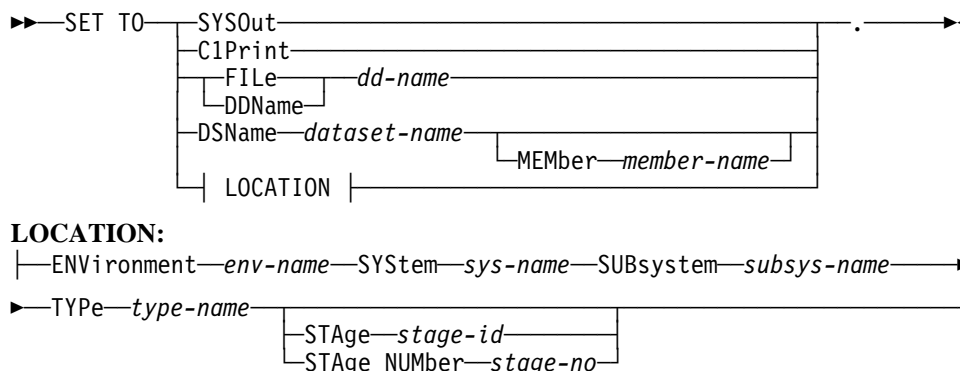 SET TO SYSOut .
C1Print
FILe dd-name
DDName
DSName dataset-name
MEMber member-name
LOCATION
LOCATION:
ENVironment env-name SYStem sys-name SUBsystem subsys-name
TYPe type-name
STAge stage-id
STAge NUMber stage-no